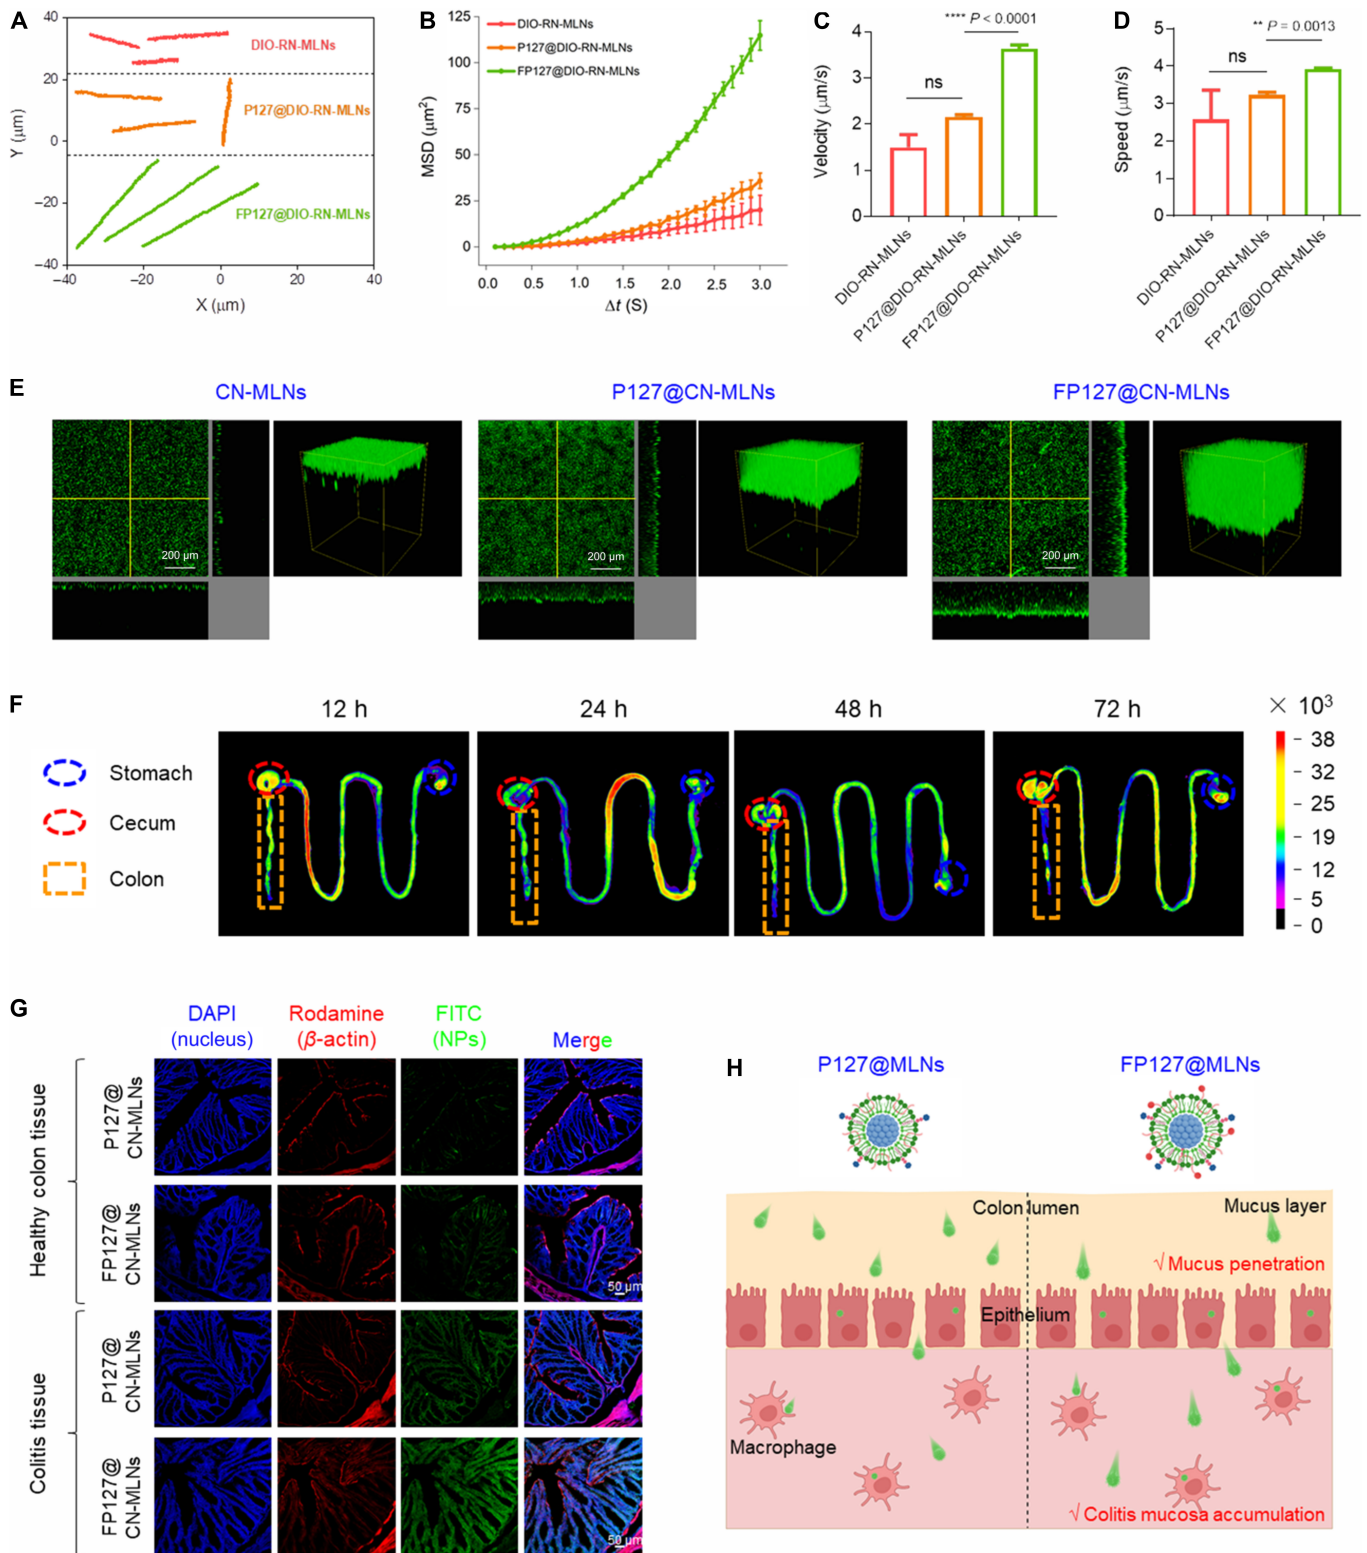 A
Y (μm)
40
20
0
−20
−40
−40
−20
0
20
40
X (μm)
DIO-RN-MLNs
P127@DIO-RN-MLNs
FP127@DIO-RN-MLNs
B
MSD (μm²)
125
100
75
50
25
0
0.0
0.5
1.0
1.5
2.0
2.5
3.0
Δt (S)
DIO-RN-MLNs
P127@DIO-RN-MLNs
FP127@DIO-RN-MLNs
C
**** P < 0.0001
ns
Velocity (μm/s)
4
3
2
1
0
DIO-RN-MLNs
P127@DIO-RN-MLNs
FP127@DIO-RN-MLNs
D
** P = 0.0013
ns
Speed (μm/s)
5
4
3
2
1
0
DIO-RN-MLNs
P127@DIO-RN-MLNs
FP127@DIO-RN-MLNs
E
CN-MLNs
P127@CN-MLNs
FP127@CN-MLNs
200 μm
200 μm
200 μm
F
12 h
24 h
48 h
72 h
Stomach
Cecum
Colon
× 10³
38
32
25
19
12
5
0
G
DAPI
(nucleus)
Rodamine
(β-actin)
FITC
(NPs)
Merge
Healthy colon tissue
P127@
CN-MLNs
FP127@
CN-MLNs
50 μm
Colitis tissue
P127@
CN-MLNs
FP127@
CN-MLNs
50 μm
H
P127@MLNs
FP127@MLNs
Colon lumen
Mucus layer
√ Mucus penetration
Epithelium
Macrophage
√ Colitis mucosa accumulation